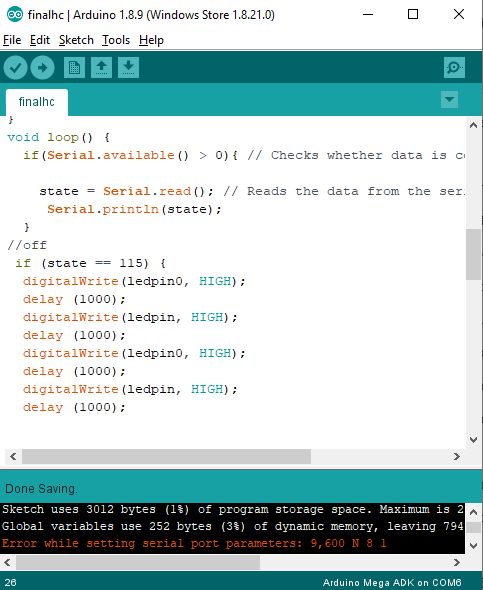 finalhc | Arduino 1.8.9 (Windows Store 1.8.21.0)
File Edit Sketch Tools Help
finalhc
}
void loop() {
if(Serial.available() > 0){ // Checks whether data is c
state = Serial.read(); // Reads the data from the ser
Serial.println(state);
}
//off
if (state == 115) {
digitalWrite(ledpin0, HIGH);
delay (1000);
digitalWrite(ledpin, HIGH);
delay (1000);
digitalWrite(ledpin0, HIGH);
delay (1000);
digitalWrite(ledpin, HIGH);
delay (1000);
Done Saving.
Sketch uses 3012 bytes (1%) of program storage space. Maximum is 2
Global variables use 252 bytes (3%) of dynamic memory, leaving 794
Error while setting serial port parameters: 9,600 N 8 1
26 Arduino Mega ADK on COM6